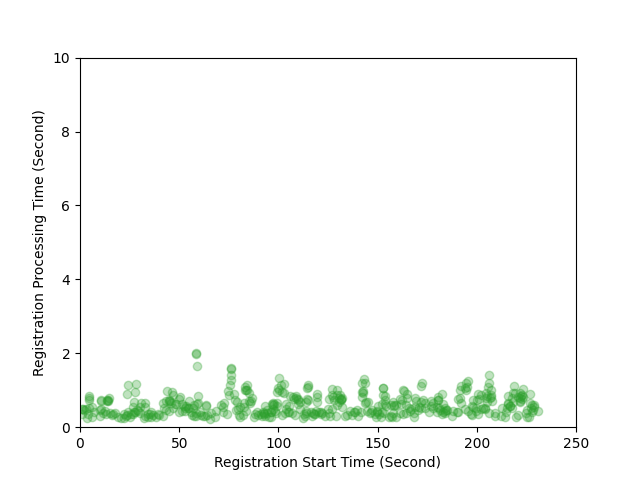 10
8
6
4
2
0
0 50 100 150 200 250
Registration Processing Time (Second)
Registration Start Time (Second)